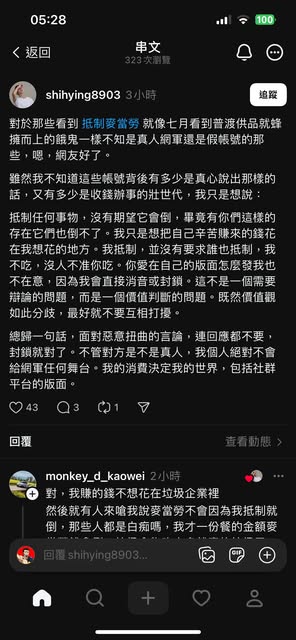 05:28
5G
100
返回
串文
323 次瀏覽
shihying8903 3小時
追蹤
對於那些看到 抵制麥當勞 就像七月看到普渡供品就蜂
擁而上的餓鬼一樣不知是真人網軍還是假帳號的那
些，嗯，網友好了。
雖然我不知道這些帳號背後有多少是真心說出那樣的
話，又有多少是收錢辦事的壯世代，我只是想說：
抵制任何事物，沒有期望它會倒，畢竟有你們這樣的
存在它們也倒不了。我只是想把自己辛苦賺來的錢花
在我想花的地方。我抵制，並沒有要求誰也抵制，我
不吃，沒人不准你吃。你愛在自己的版面怎麼發我也
不在意，因為我會直接消音或封鎖。這不是一個需要
辯論的問題，而是一個價值判斷的問題。既然價值觀
如此分歧，最好就不要互相打擾。
總歸一句話，面對惡意扭曲的言論，連回應都不要，
封鎖就對了。不管對方是不是真人，我個人絕對不會
給網軍任何舞台。我的消費決定我的世界，包括社群
平台的版面。
43
3
1
回覆
查看動態
monkey_d_kaowei 2小時
對，我賺的錢不想花在垃圾企業裡
然後就有人來嗆我說麥當勞不會因為我抵制就
倒，那些人都是白痴嗎，我才一份餐的金額麥
回覆 shihying8903...
GIF